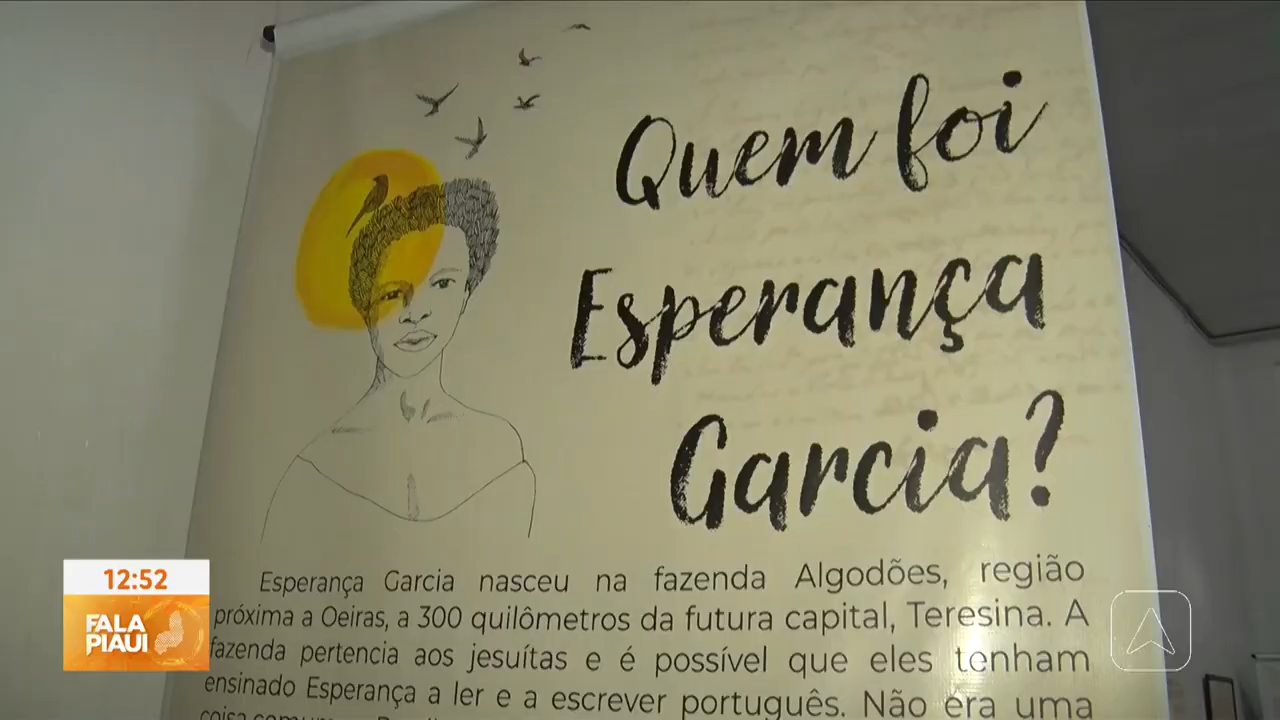 Quem foi
Esperança
Garcia?
Esperança Garcia nasceu na fazenda Algodões, região
próxima a Oeiras, a 300 quilômetros da futura capital, Teresina. A
fazenda pertencia aos jesuítas e é possível que eles tenham
ensinado Esperança a ler e a escrever português. Não era uma
12:52
FALA
PIAUÍ